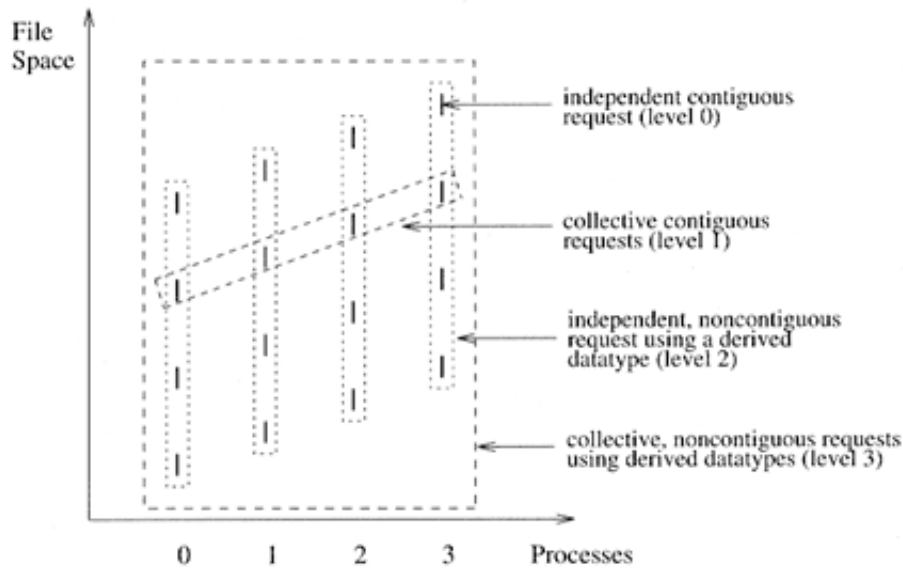 File
Space
independent contiguous
request (level 0)
collective contiguous
requests (level 1)
independent, noncontiguous
request using a derived
datatype (level 2)
collective, noncontiguous requests
using derived datatypes (level 3)
0 1 2 3 Processes